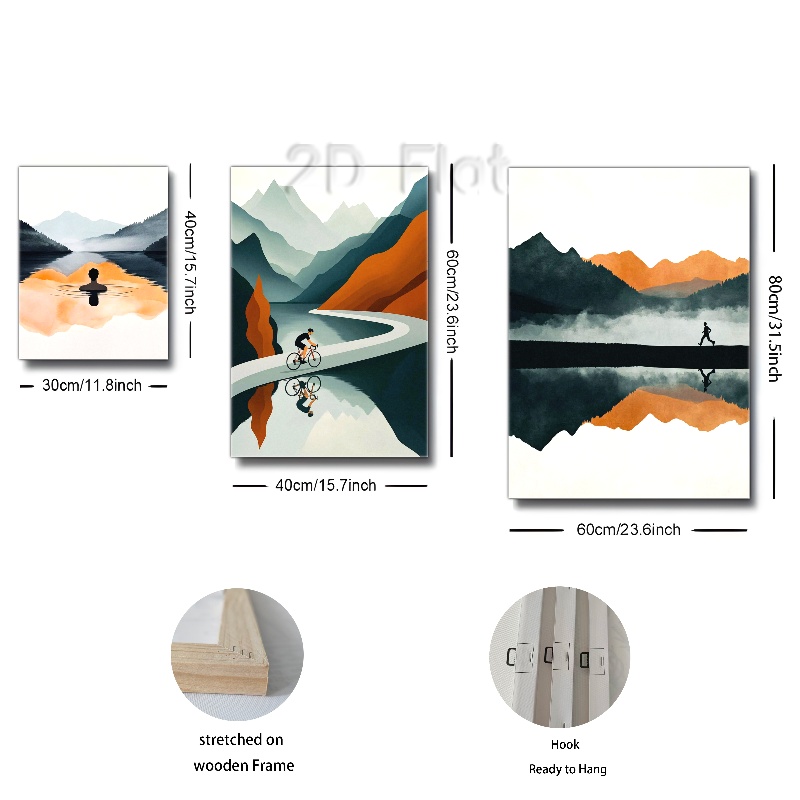 2D Flat
40cm/15.7inch
30cm/11.8inch
60cm/23.6inch
40cm/15.7inch
80cm/31.5inch
60cm/23.6inch
stretched on
wooden Frame
Hook
Ready to Hang